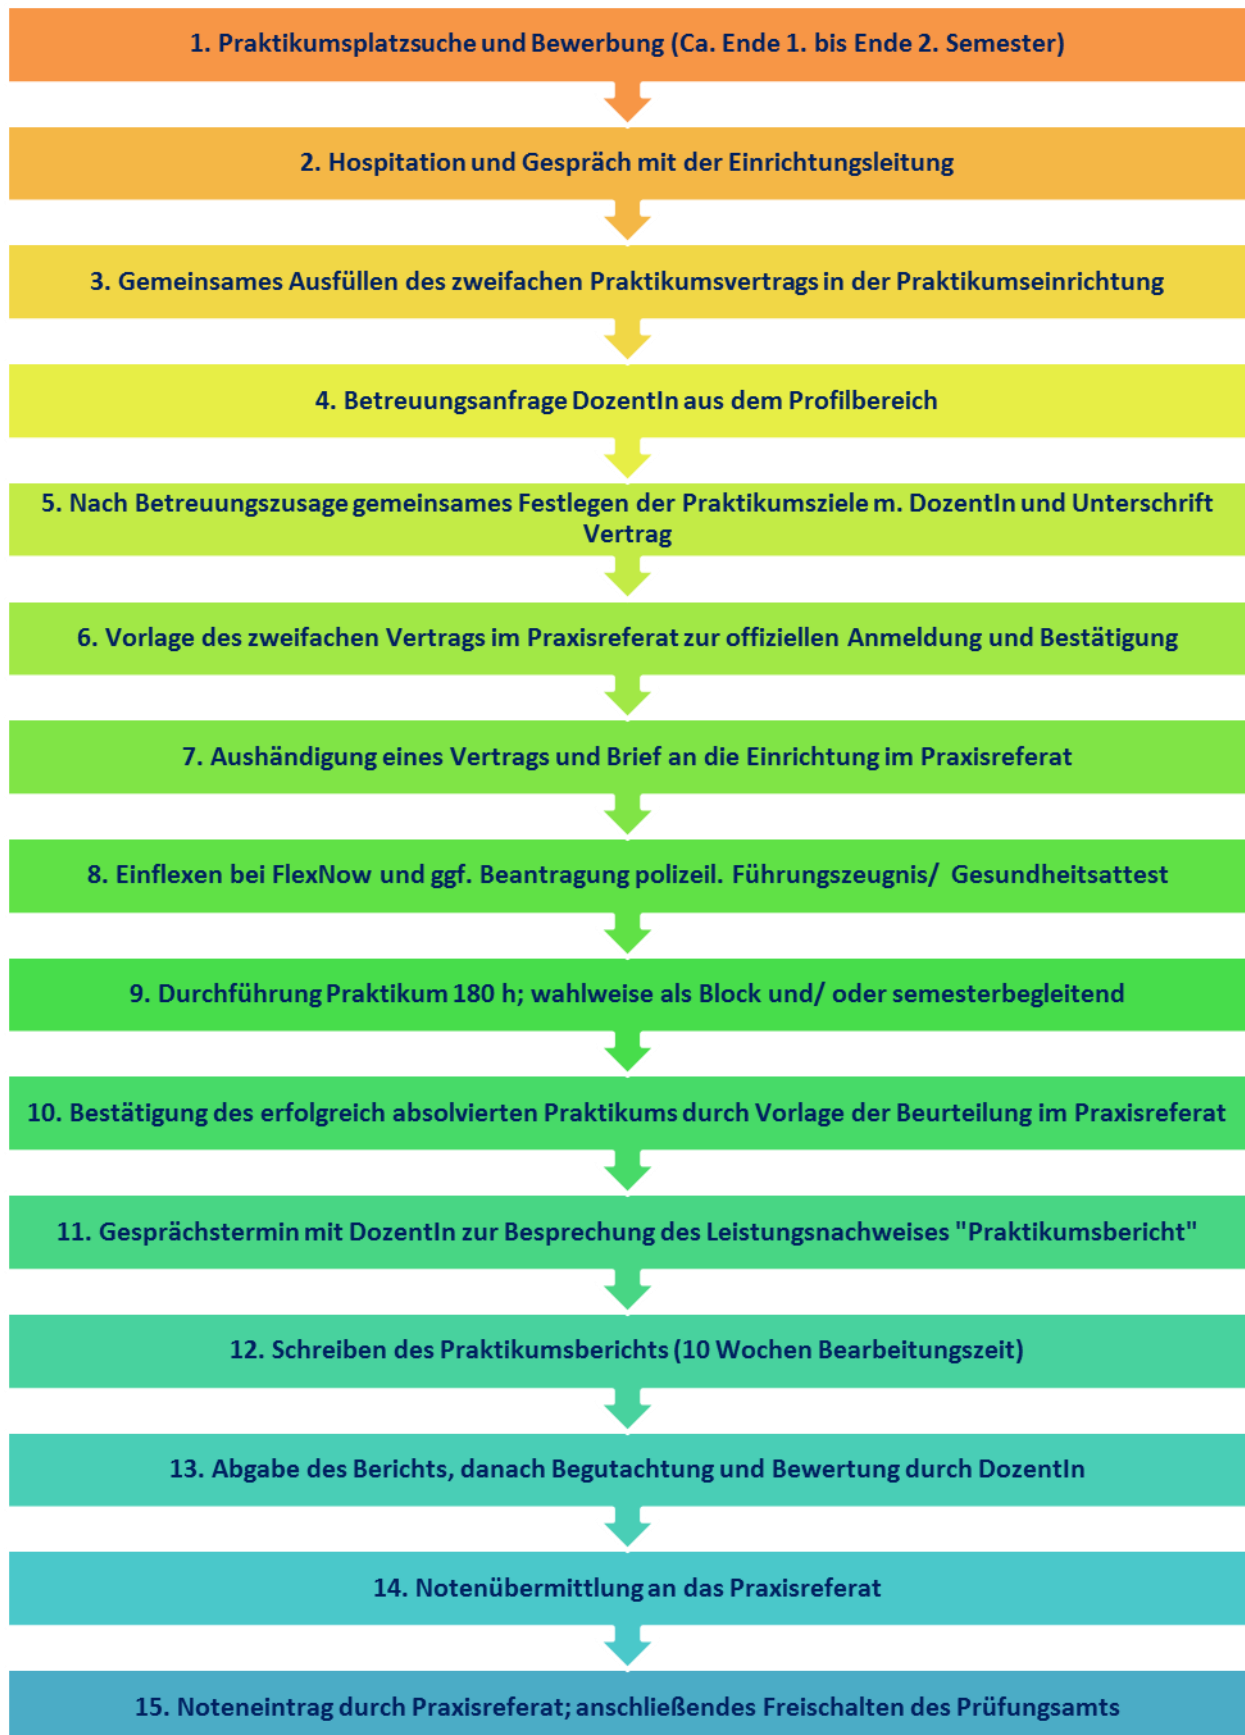 1. Praktikumsplatzsuche und Bewerbung (Ca. Ende 1. bis Ende 2. Semester)
2. Hospitation und Gespräch mit der Einrichtungsleitung
3. Gemeinsames Ausfüllen des zweifachen Praktikumsvertrags in der Praktikumseinrichtung
4. Betreuungsanfrage DozentIn aus dem Profilbereich
5. Nach Betreuungszusage gemeinsames Festlegen der Praktikumsziele m. DozentIn und Unterschrift
Vertrag
6. Vorlage des zweifachen Vertrags im Praxisreferat zur offiziellen Anmeldung und Bestätigung
7. Aushändigung eines Vertrags und Brief an die Einrichtung im Praxisreferat
8. Einflexen bei FlexNow und ggf. Beantragung polizeil. Führungszeugnis/ Gesundheitsattest
9. Durchführung Praktikum 180 h; wahlweise als Block und/ oder semesterbegleitend
10. Bestätigung des erfolgreich absolvierten Praktikums durch Vorlage der Beurteilung im Praxisreferat
11. Gesprächstermin mit DozentIn zur Besprechung des Leistungsnachweises "Praktikumsbericht"
12. Schreiben des Praktikumsberichts (10 Wochen Bearbeitungszeit)
13. Abgabe des Berichts, danach Begutachtung und Bewertung durch DozentIn
14. Notenübermittlung an das Praxisreferat
15. Noteneintrag durch Praxisreferat; anschließendes Freischalten des Prüfungsamts